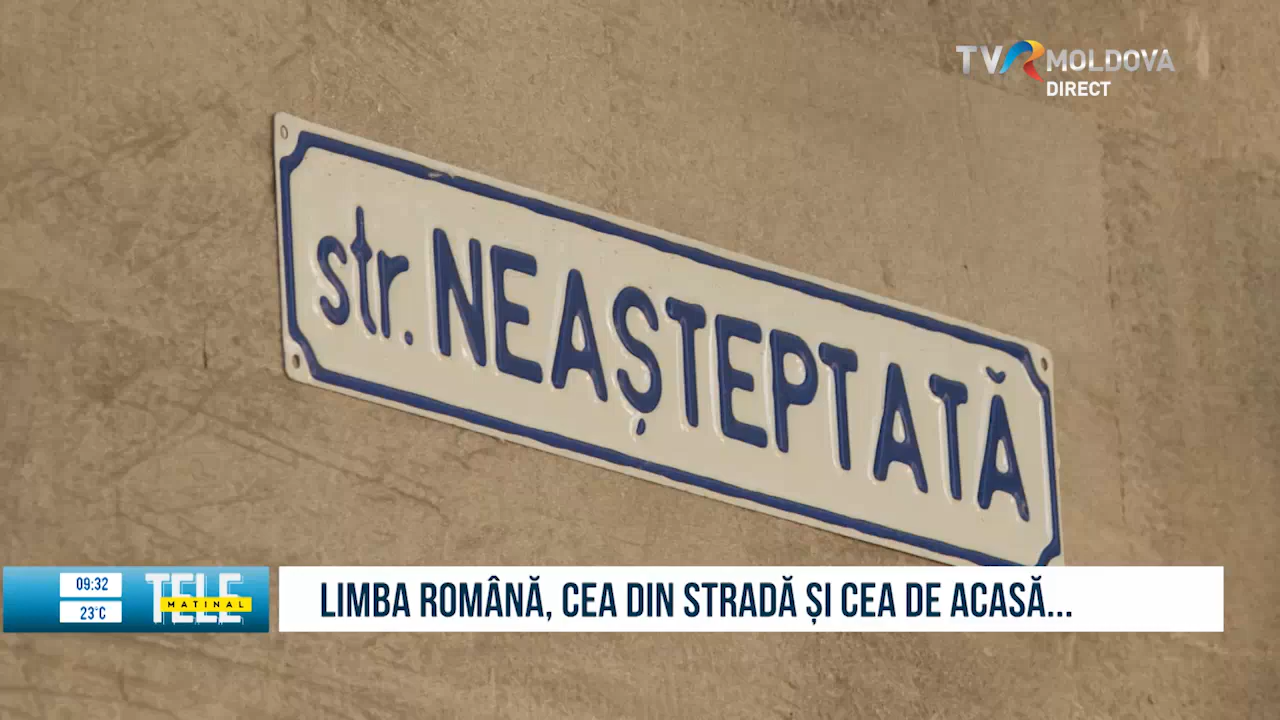 TVR MOLDOVA
DIRECT
str. NEAȘTEPTATĂ
09:32
23°C
TELE
MATINAL
LIMBA ROMÂNĂ, CEA DIN STRADĂ ȘI CEA DE ACASĂ...